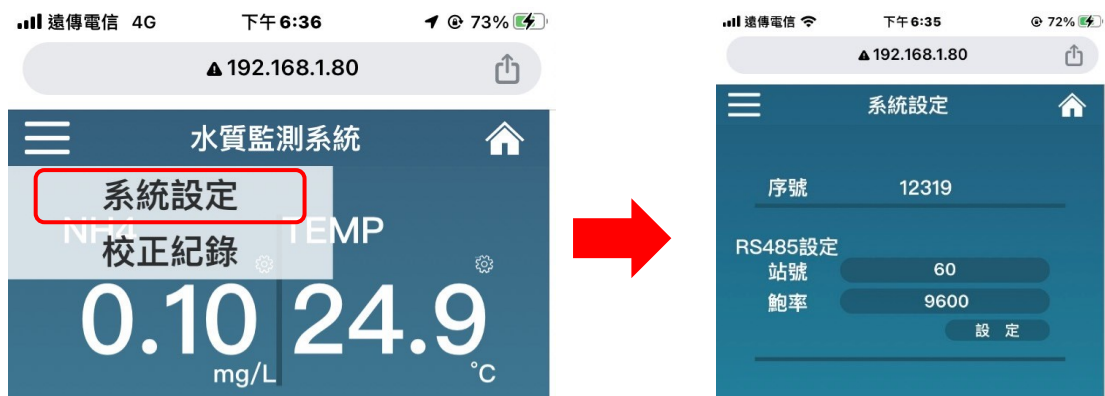 遠傳電信 4G 下午6:36 73%
192.168.1.80
水質監測系統
系統設定
NH4 TEMP
校正紀錄
0.10 24.9
mg/L °C
遠傳電信 下午6:35 72%
192.168.1.80
系統設定
序號 12319
RS485設定
站號 60
鮑率 9600
設 定